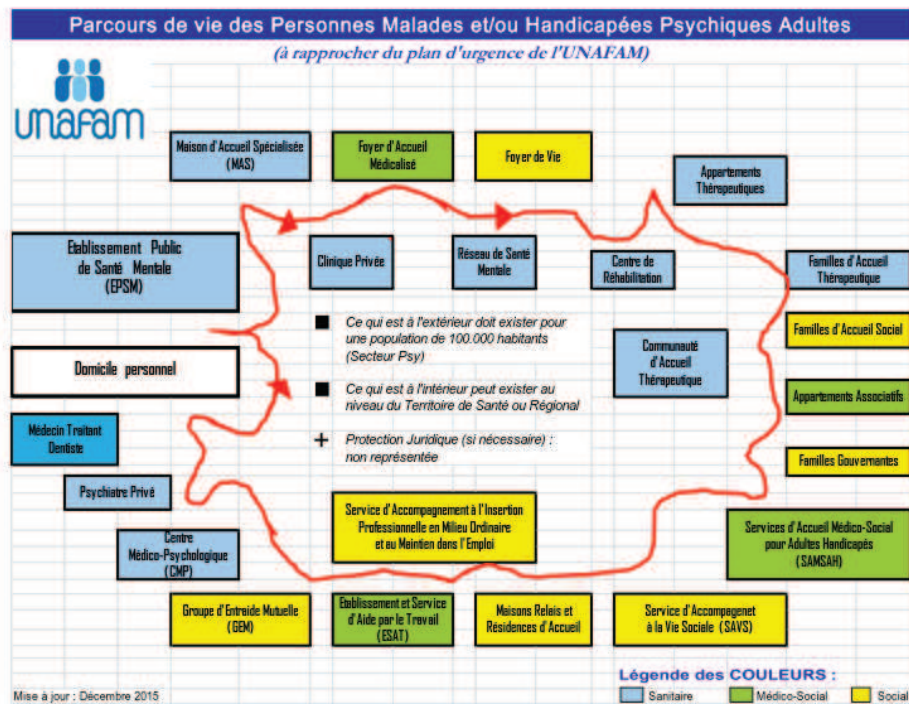 Parcours de vie des Personnes Malades et/ou Handicapées Psychiques Adultes
(à rapprocher du plan d'urgence de l'UNAFAM)
unafam
Maison d'Accueil Spécialisée
(MAS)
Foyer d'Accueil
Médicalisé
Foyer de Vie
Appartements
Thérapeutiques
Etablissement Public
de Santé Mentale
(EPSM)
Clinique Privée
Réseau de Santé
Mentale
Centre de
Réhabilitation
Familles d'Accueil
Thérapeutique
Ce qui est à l'extérieur doit exister pour
une population de 100.000 habitants
(Secteur Psy)
Familles d'Accueil Social
Communauté
d'Accueil
Thérapeutique
Domicile personnel
Ce qui est à l'intérieur peut exister au
niveau du Territoire de Santé ou Régional
Appartements Associatifs
Médecin Traitant
Dentiste
+ Protection Juridique (si nécessaire) :
non représentée
Familles Gouvernantes
Psychiatre Privé
Service d'Accompagnement à l'Insertion
Professionnelle en Milieu Ordinaire
et au Maintien dans l'Emploi
Centre
Médico-Psychologique
(CMP)
Services d'Accueil Médico-Social
pour Adultes Handicapés
(SAMSAH)
Groupe d'Entraide Mutuelle
(GEM)
Etablissement et Service
d'Aide par le Travail
(ESAT)
Maisons Relais et
Résidences d'Accueil
Service d'Accompagenet
à la Vie Sociale (SAVS)
Légende des COULEURS :
Mise à jour : Décembre 2015
Sanitaire
Médico-Social
Social